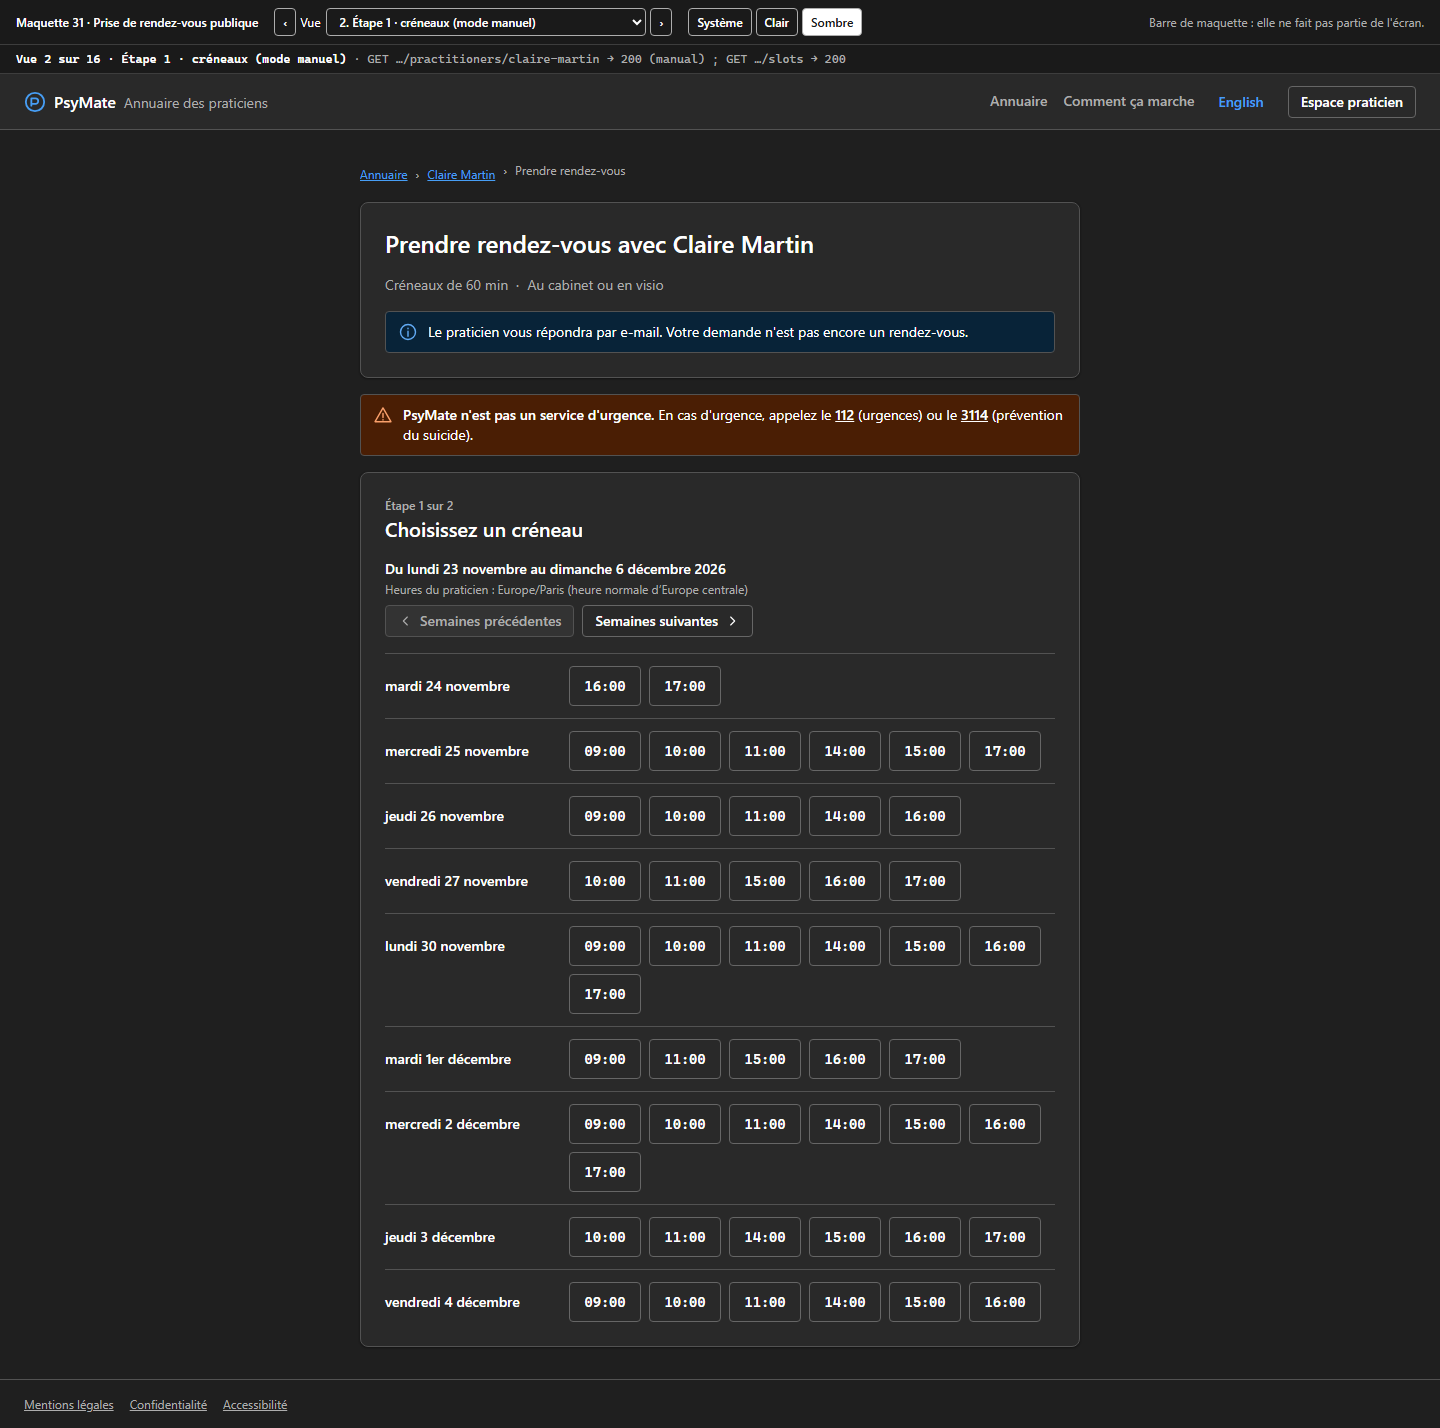 Maquette 31 · Prise de rendez-vous publique ‹ Vue 2. Étape 1 · créneaux (mode manuel) › Système Clair Sombre Barre de maquette : elle ne fait pas partie de l'écran.
Vue 2 sur 16 · Étape 1 · créneaux (mode manuel) · GET …/practitioners/claire-martin → 200 (manual) ; GET …/slots → 200
PsyMate Annuaire des praticiens Annuaire Comment ça marche English Espace praticien
Annuaire › Claire Martin › Prendre rendez-vous
Prendre rendez-vous avec Claire Martin
Créneaux de 60 min · Au cabinet ou en visio
Le praticien vous répondra par e-mail. Votre demande n'est pas encore un rendez-vous.
PsyMate n'est pas un service d'urgence. En cas d'urgence, appelez le 112 (urgences) ou le 3114 (prévention
du suicide).
Étape 1 sur 2
Choisissez un créneau
Du lundi 23 novembre au dimanche 6 décembre 2026
Heures du praticien : Europe/Paris (heure normale d’Europe centrale)
‹ Semaines précédentes Semaines suivantes ›
mardi 24 novembre 16:00 17:00
mercredi 25 novembre 09:00 10:00 11:00 14:00 15:00 17:00
jeudi 26 novembre 09:00 10:00 11:00 14:00 16:00
vendredi 27 novembre 10:00 11:00 15:00 16:00 17:00
lundi 30 novembre 09:00 10:00 11:00 14:00 15:00 16:00
17:00
mardi 1er décembre 09:00 11:00 15:00 16:00 17:00
mercredi 2 décembre 09:00 10:00 11:00 14:00 15:00 16:00
17:00
jeudi 3 décembre 10:00 11:00 14:00 15:00 16:00 17:00
vendredi 4 décembre 09:00 10:00 11:00 14:00 15:00 16:00
Mentions légales Confidentialité Accessibilité